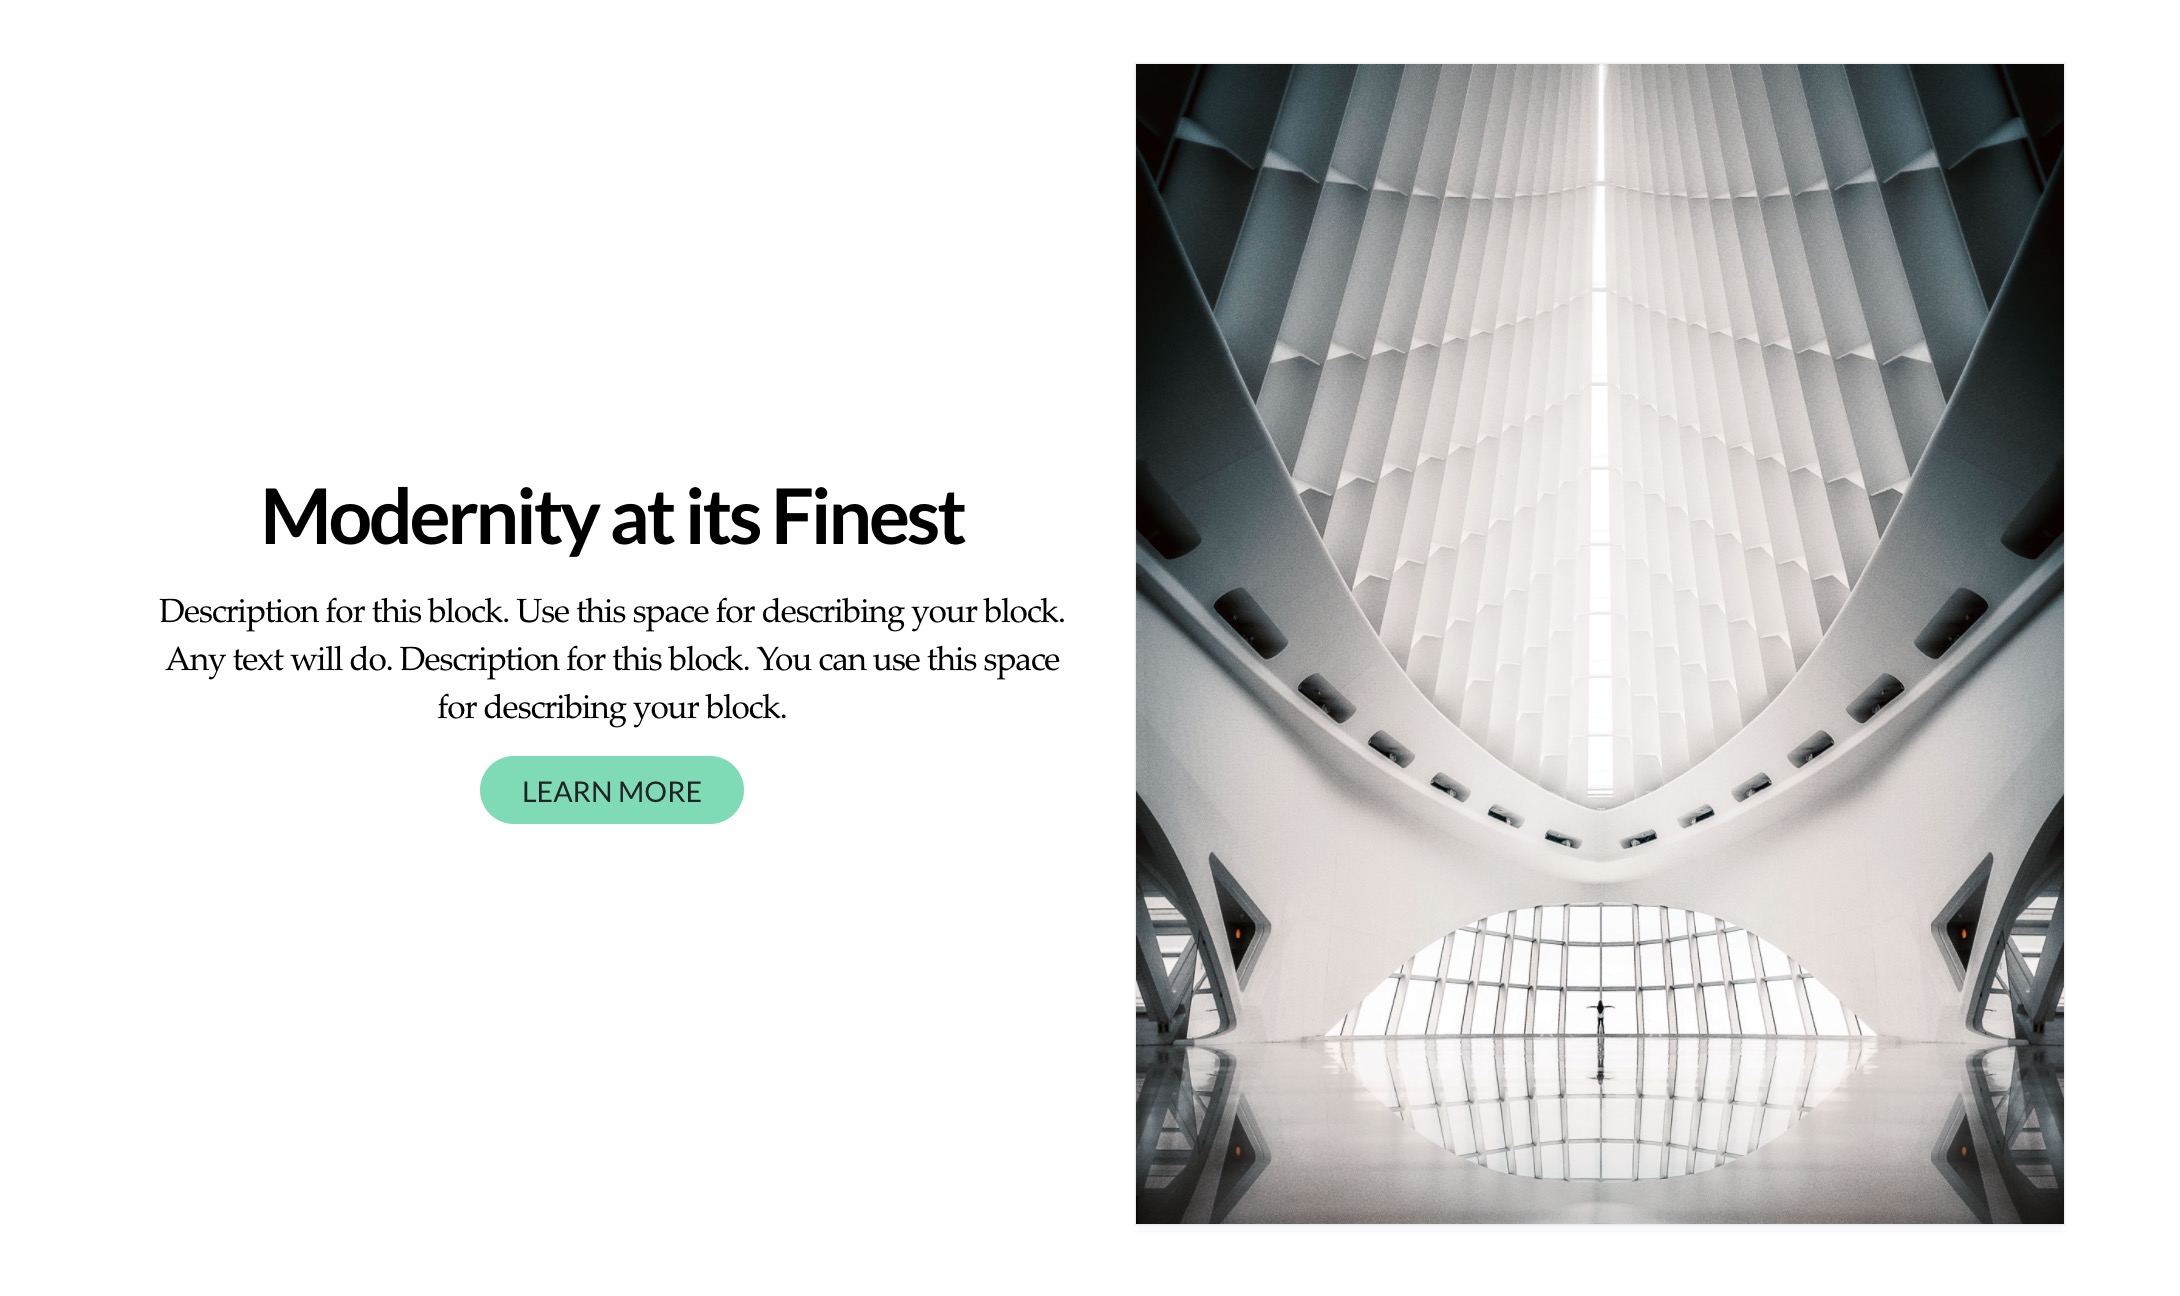 Modernity at its Finest
Description for this block. Use this space for describing your block.
Any text will do. Description for this block. You can use this space
for describing your block.
LEARN MORE